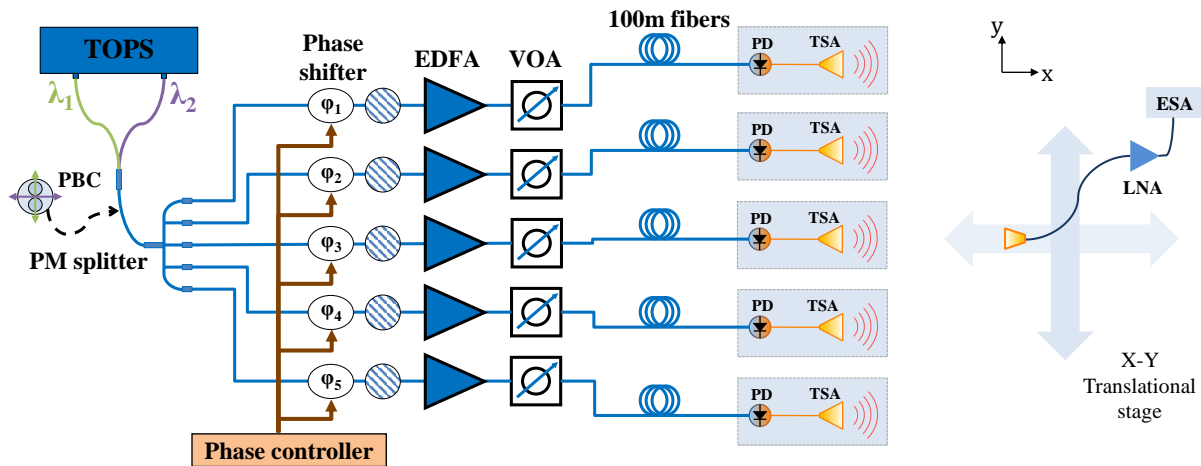 TOPS
λ1
λ2
PBC
PM splitter
Phase
shifter
EDFA
VOA
100m fibers
φ1
φ2
φ3
φ4
φ5
Phase controller
PD
TSA
PD
TSA
PD
TSA
PD
TSA
PD
TSA
y
x
ESA
LNA
X-Y
Translational
stage